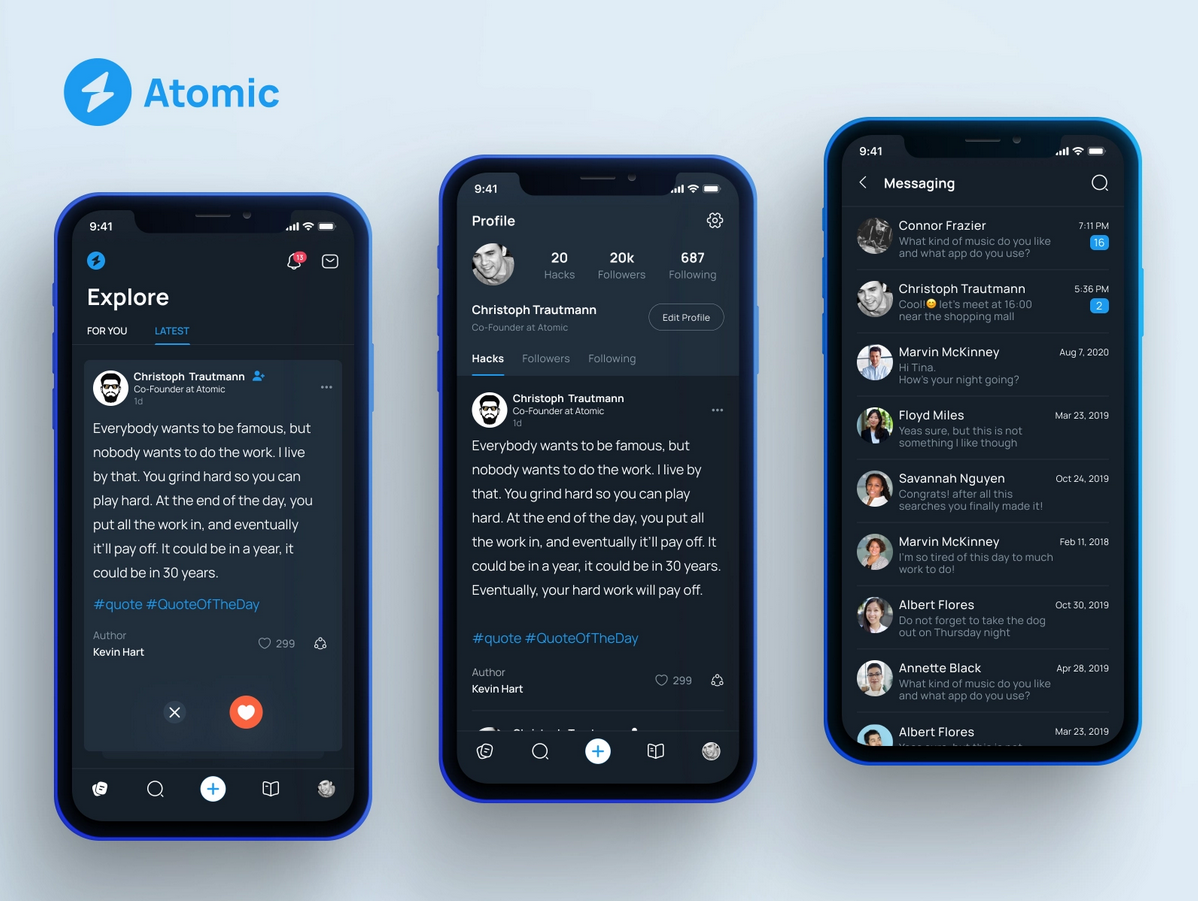 Atomic
9:41
13
Explore
FOR YOU LATEST
Christoph Trautmann
Co-Founder at Atomic
1d
Everybody wants to be famous, but
nobody wants to do the work. I live
by that. You grind hard so you can
play hard. At the end of the day, you
put all the work in, and eventually
it'll pay off. It could be in a year, it
could be in 30 years.
#quote #QuoteOfTheDay
Author
Kevin Hart
299
9:41
Profile
20 20k 687
Hacks Followers Following
Christoph Trautmann
Co-Founder at Atomic
Edit Profile
Hacks Followers Following
Christoph Trautmann
Co-Founder at Atomic
1d
Everybody wants to be famous, but
nobody wants to do the work. I live by
that. You grind hard so you can play
hard. At the end of the day, you put all
the work in, and eventually it'll pay off. It
could be in a year, it could be in 30 years.
Eventually, your hard work will pay off.
#quote #QuoteOfTheDay
Author
Kevin Hart
299
9:41
Messaging
Connor Frazier 7:11 PM
What kind of music do you like 16
and what app do you use?
Christoph Trautmann 5:36 PM
Cool!😊 let's meet at 16:00 2
near the shopping mall
Marvin McKinney Aug 7, 2020
Hi Tina.
How's your night going?
Floyd Miles Mar 23, 2019
Yeas sure, but this is not
something I like though
Savannah Nguyen Oct 24, 2019
Congrats! after all this
searches you finally made it!
Marvin McKinney Feb 11, 2018
I'm so tired of this day to much
work to do!
Albert Flores Oct 30, 2019
Do not forget to take the dog
out on Thursday night
Annette Black Apr 28, 2019
What kind of music do you like
and what app do you use?
Albert Flores Mar 23, 2019